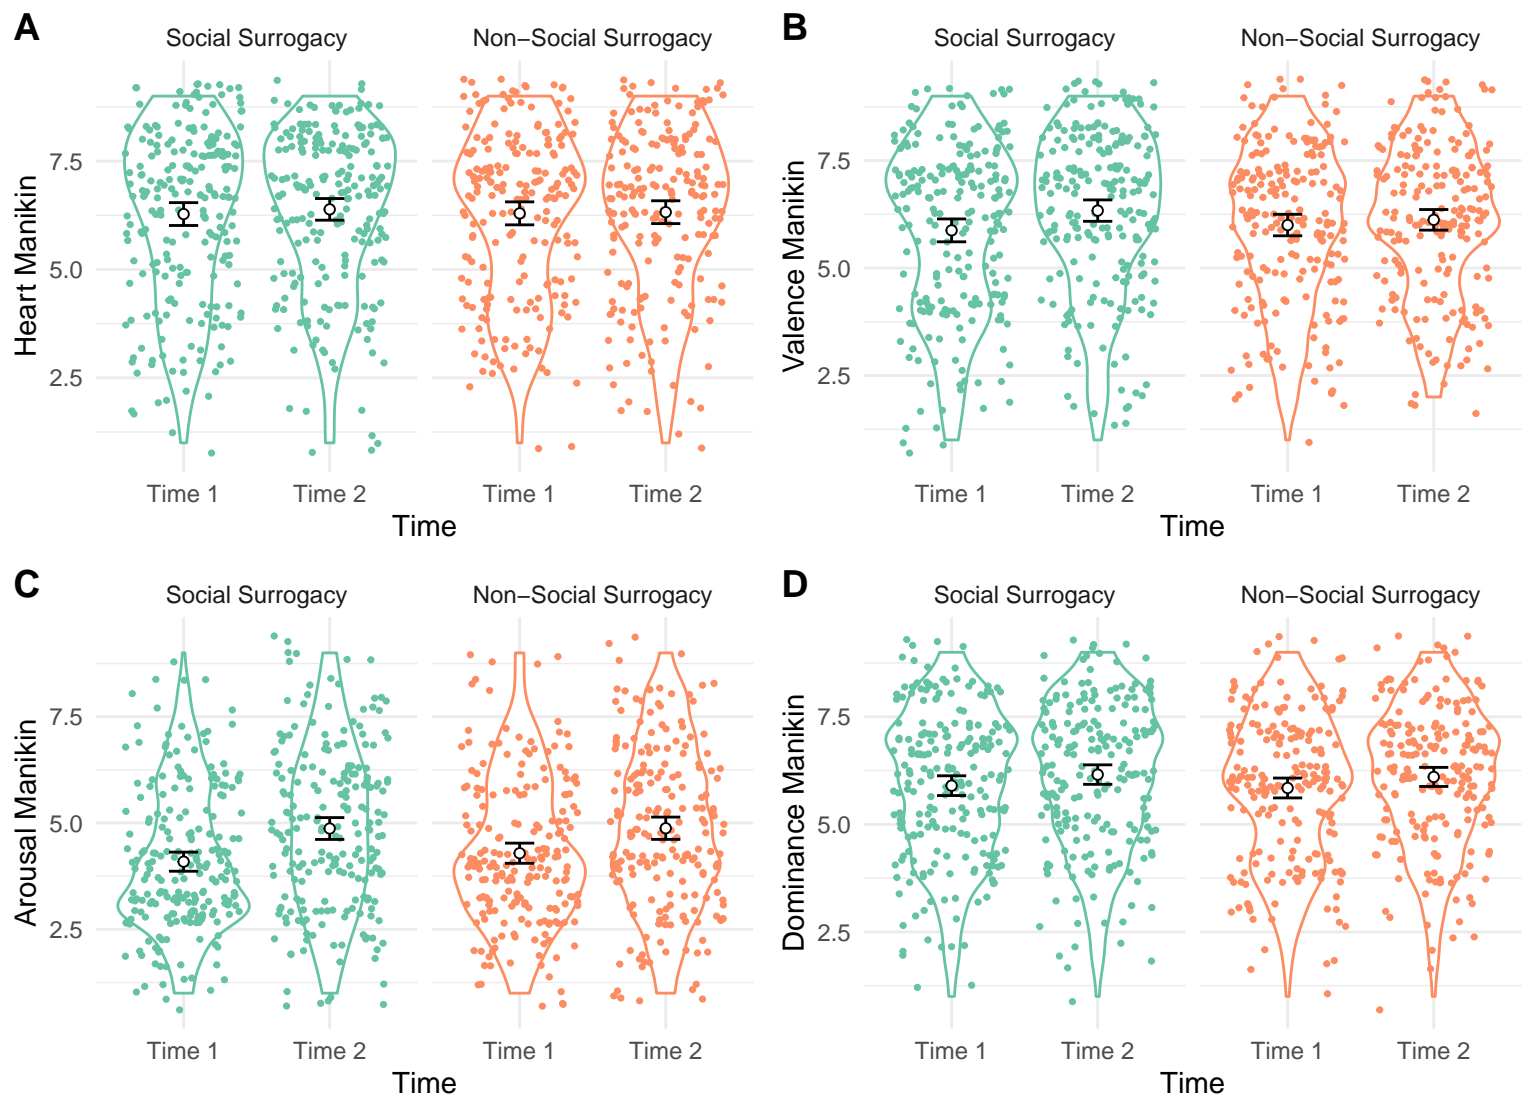 A
Social Surrogacy
Non−Social Surrogacy
Heart Manikin
7.5
5.0
2.5
Time 1
Time 2
Time 1
Time 2
Time
B
Social Surrogacy
Non−Social Surrogacy
Valence Manikin
7.5
5.0
2.5
Time 1
Time 2
Time 1
Time 2
Time
C
Social Surrogacy
Non−Social Surrogacy
Arousal Manikin
7.5
5.0
2.5
Time 1
Time 2
Time 1
Time 2
Time
D
Social Surrogacy
Non−Social Surrogacy
Dominance Manikin
7.5
5.0
2.5
Time 1
Time 2
Time 1
Time 2
Time